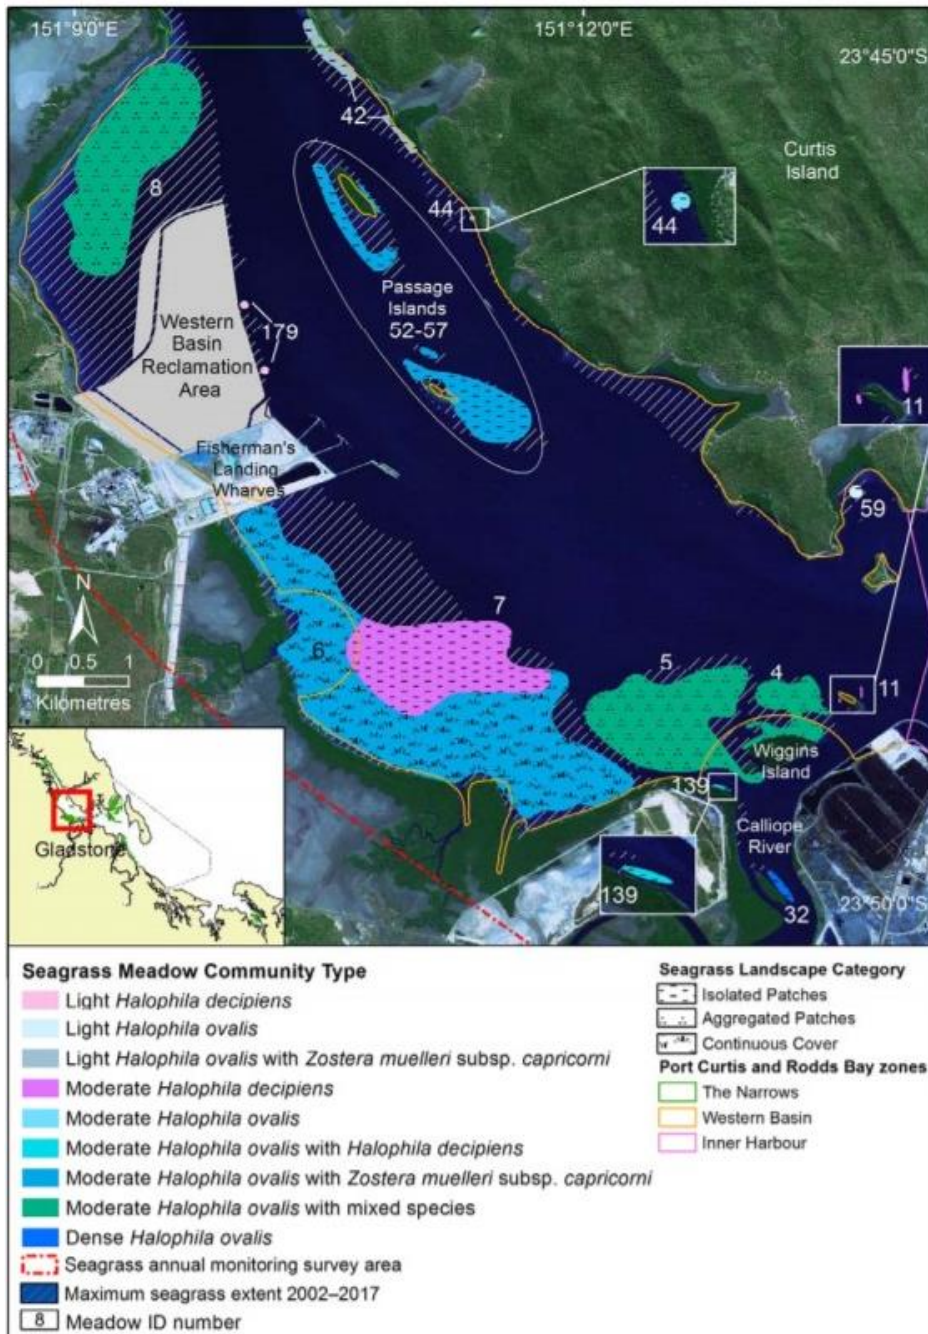 151°9'0"E
151°12'0"E
23°45'0"S
42
Curtis
Island
8
44
44
Passage
Islands
52-57
179
Western
Basin
Reclamation
Area
11
Fisherman's
Landing
Wharves
59
N
7
6
5
4
11
0 0.5 1
Kilometres
Wiggins
Island
139
Calliope
River
Gladstone
139
32
23°50'0"S
Seagrass Meadow Community Type
Light Halophila decipiens
Light Halophila ovalis
Light Halophila ovalis with Zostera muelleri subsp. capricorni
Moderate Halophila decipiens
Moderate Halophila ovalis
Moderate Halophila ovalis with Halophila decipiens
Moderate Halophila ovalis with Zostera muelleri subsp. capricorni
Moderate Halophila ovalis with mixed species
Dense Halophila ovalis
Seagrass annual monitoring survey area
Maximum seagrass extent 2002–2017
8 Meadow ID number
Seagrass Landscape Category
Isolated Patches
Aggregated Patches
Continuous Cover
Port Curtis and Rodds Bay zones
The Narrows
Western Basin
Inner Harbour